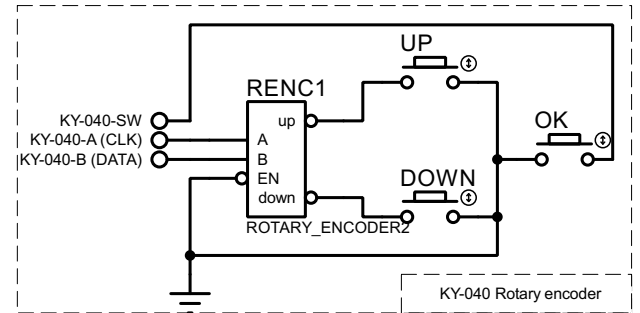 UP
RENC1
KY-040-SW
up
OK
KY-040-A (CLK)
A
KY-040-B (DATA)
B
EN
DOWN
down
ROTARY_ENCODER2
KY-040 Rotary encoder